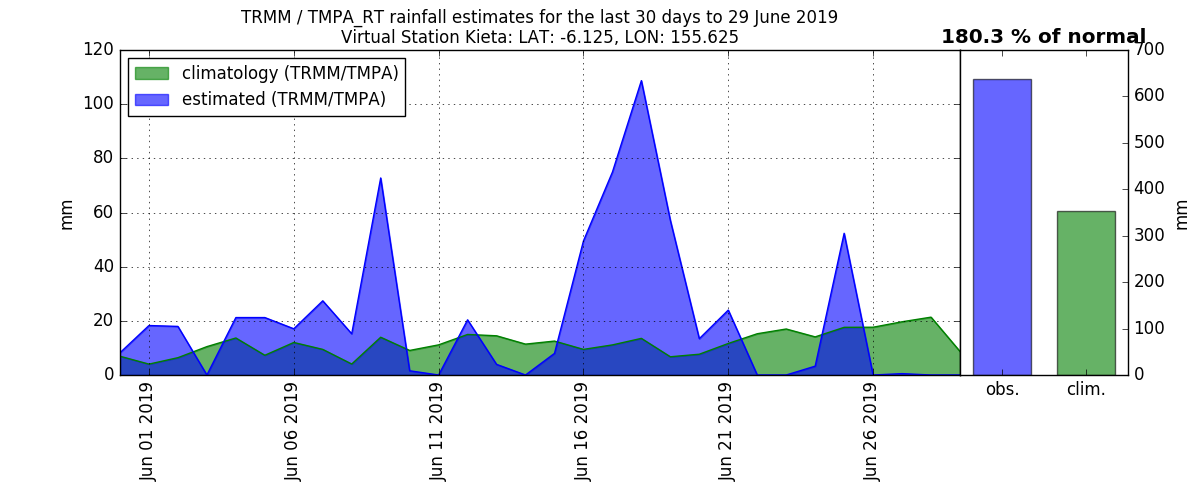 TRMM / TMPA_RT rainfall estimates for the last 30 days to 29 June 2019
Virtual Station Kieta: LAT: -6.125, LON: 155.625
180.3 % of normal
climatology (TRMM/TMPA)
estimated (TRMM/TMPA)
120
100
80
60
40
20
0
mm
Jun 01 2019
Jun 06 2019
Jun 11 2019
Jun 16 2019
Jun 21 2019
Jun 26 2019
700
600
500
400
300
200
100
0
mm
obs.
clim.